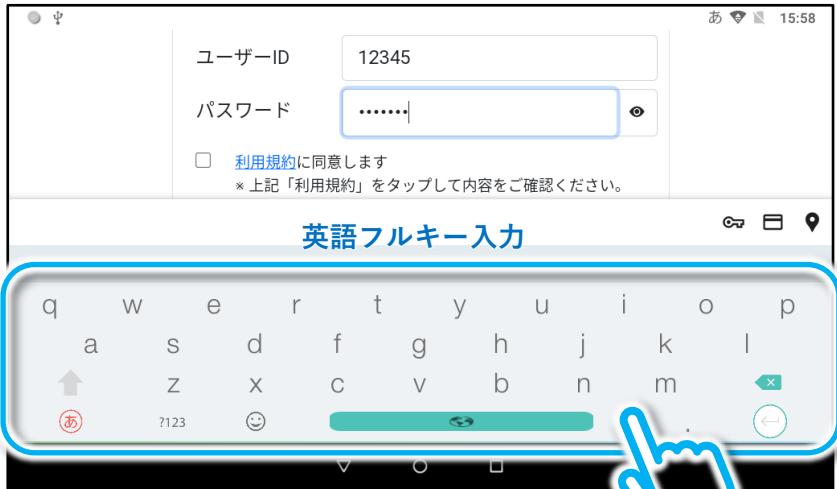 あ 15:58
ユーザーID 12345
パスワード •••••••
利用規約に同意します
※ 上記「利用規約」をタップして内容をご確認ください。
英語フルキー入力
q w e r t y u i o p
a s d f g h j k l
z x c v b n m
あ ?123 .